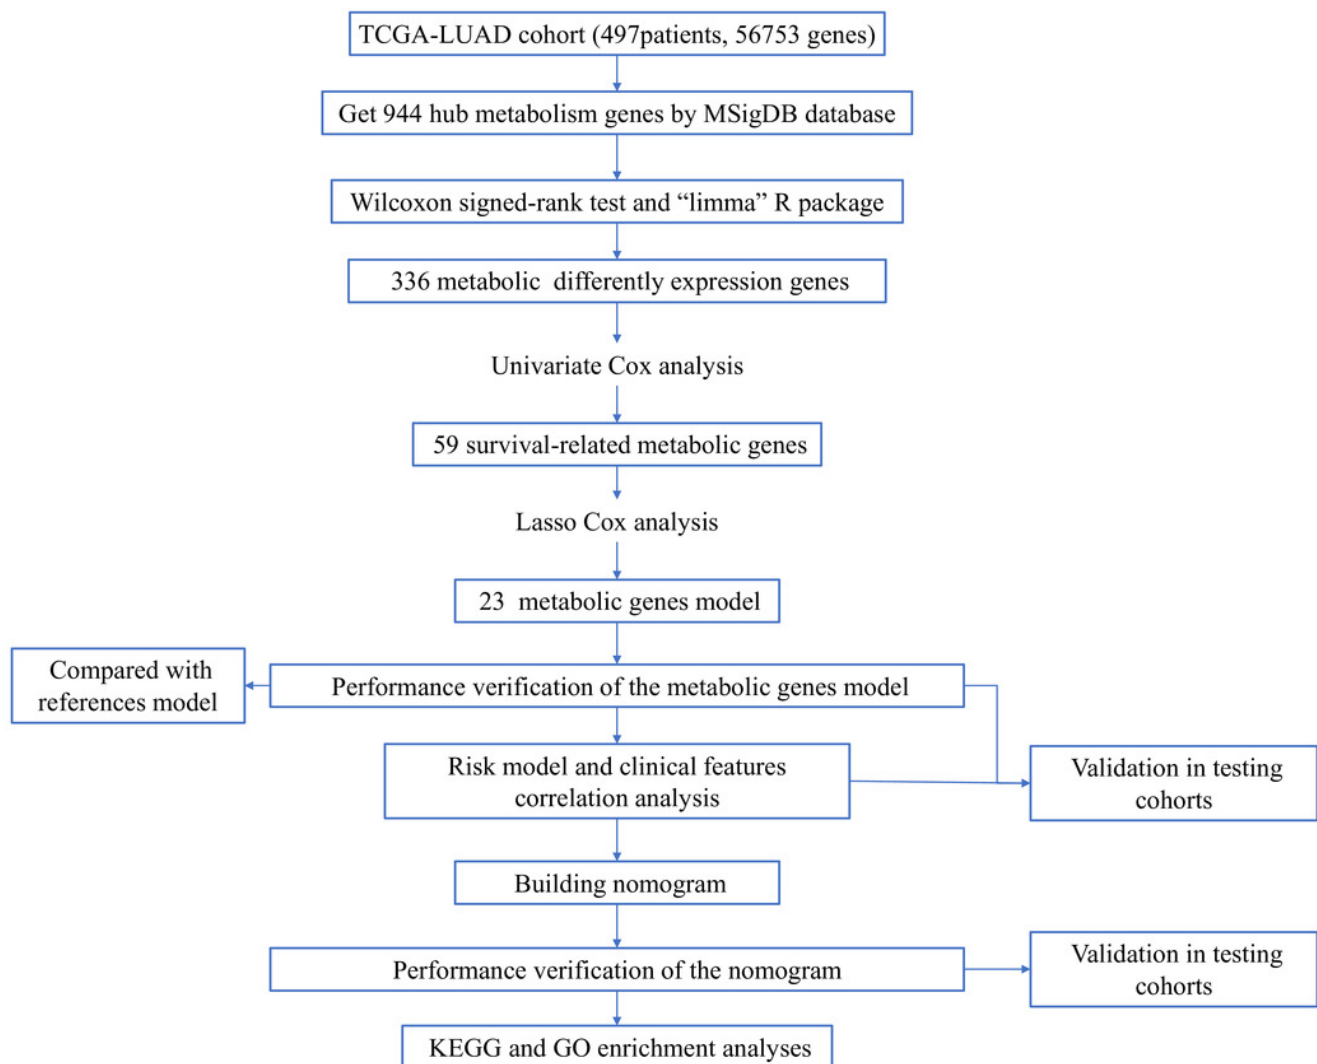 TCGA-LUAD cohort (497patients, 56753 genes)
Get 944 hub metabolism genes by MSigDB database
Wilcoxon signed-rank test and “limma” R package
336 metabolic differently expression genes
Univariate Cox analysis
59 survival-related metabolic genes
Lasso Cox analysis
23 metabolic genes model
Compared with
references model
Performance verification of the metabolic genes model
Risk model and clinical features
correlation analysis
Validation in testing
cohorts
Building nomogram
Performance verification of the nomogram
Validation in testing
cohorts
KEGG and GO enrichment analyses